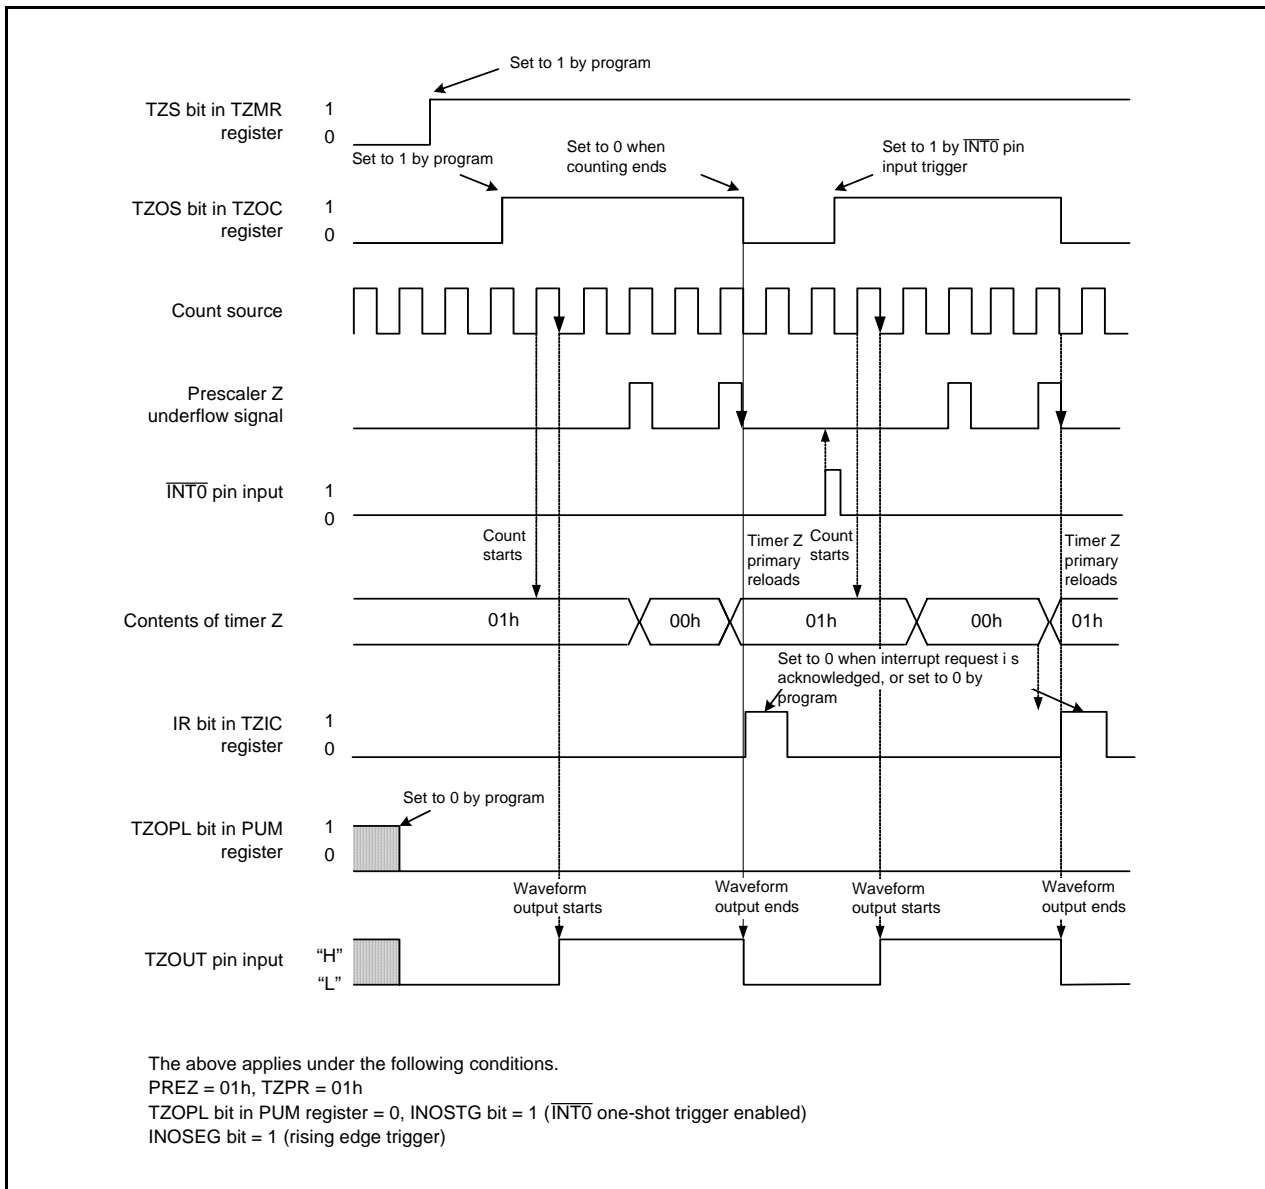 Set to 1 by program
TZS bit in TZMR
register
1
0
Set to 1 by program
Set to 0 when
counting ends
Set to 1 by INT0 pin
input trigger
TZOS bit in TZOC
register
1
0
Count source
Prescaler Z
underflow signal
INT0 pin input
1
0
Count
starts
Timer Z
primary
reloads
Count
starts
Timer Z
primary
reloads
Contents of timer Z
01h
00h
01h
00h
01h
Set to 0 when interrupt request i s
acknowledged, or set to 0 by
program
IR bit in TZIC
register
1
0
Set to 0 by program
TZOPL bit in PUM
register
1
0
Waveform
output starts
Waveform
output ends
Waveform
output starts
Waveform
output ends
TZOUT pin input
“H”
“L”
The above applies under the following conditions.
PREZ = 01h, TZPR = 01h
TZOPL bit in PUM register = 0, INOSTG bit = 1 (INT0 one-shot trigger enabled)
INOSEG bit = 1 (rising edge trigger)